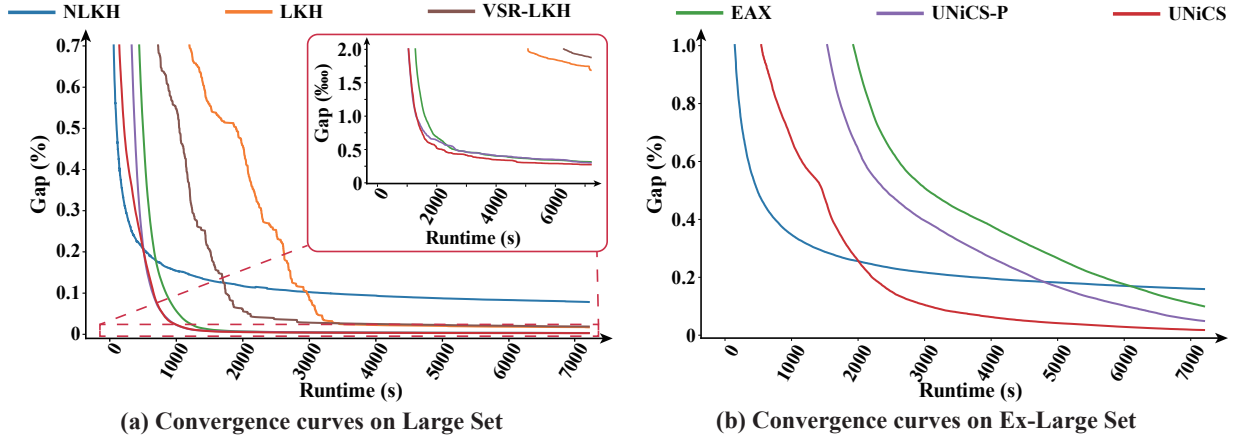 NLKH LKH VSR-LKH EAX UNiCS-P UNiCS
0.7
0.6
0.5
0.4
0.3
0.2
0.1
0
Gap (%)
0 1000 2000 3000 4000 5000 6000 7000
Runtime (s)
2.0
1.5
1.0
0.5
0.0
Gap (‱)
0 2000 4000 6000
Runtime (s)
(a) Convergence curves on Large Set
1.0
0.8
0.6
0.4
0.2
0
Gap (%)
0 1000 2000 3000 4000 5000 6000 7000
Runtime (s)
(b) Convergence curves on Ex-Large Set